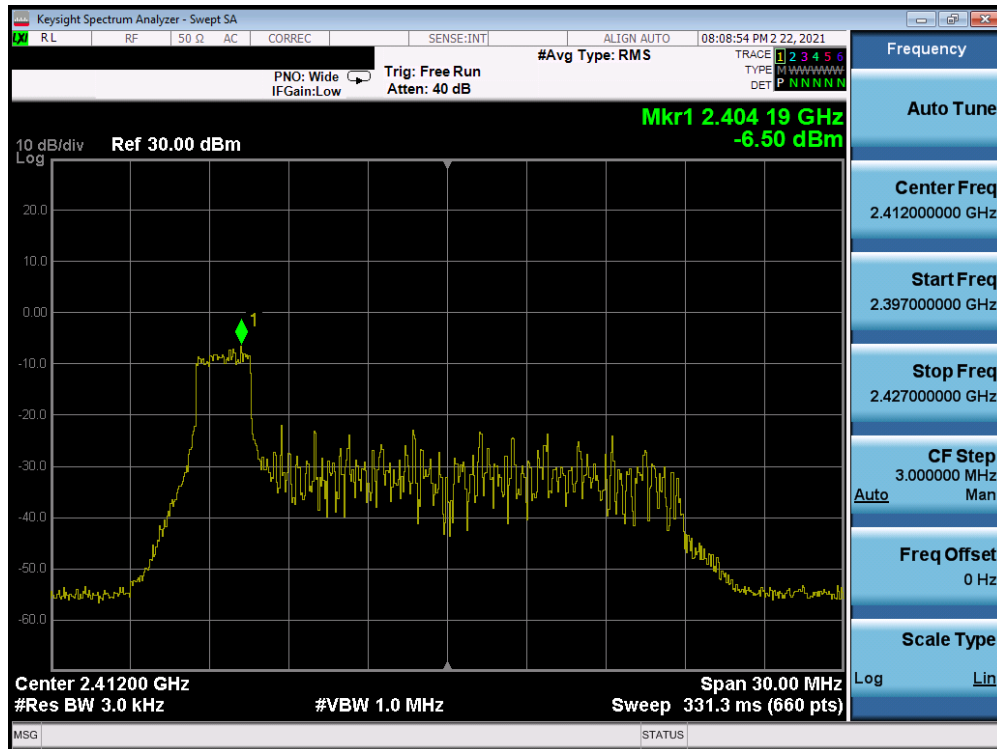 Keysight Spectrum Analyzer - Swept SA
LXI RL RF 50 Ω AC CORREC SENSE:INT ALIGN AUTO 08:08:54 PM 2 22, 2021
#Avg Type: RMS TRACE 1 2 3 4 5 6
PNO: Wide Trig: Free Run TYPE M WWWWW
IFGain:Low Atten: 40 dB DET P N N N N N
Mkr1 2.404 19 GHz
-6.50 dBm
10 dB/div Ref 30.00 dBm
Log
20.0
10.0
0.00
1
-10.0
-20.0
-30.0
-40.0
-50.0
-60.0
Center 2.41200 GHz Span 30.00 MHz
#Res BW 3.0 kHz #VBW 1.0 MHz Sweep 331.3 ms (660 pts)
MSG STATUS
Frequency
Auto Tune
Center Freq
2.412000000 GHz
Start Freq
2.397000000 GHz
Stop Freq
2.427000000 GHz
CF Step
3.000000 MHz
Auto Man
Freq Offset
0 Hz
Scale Type
Log Lin